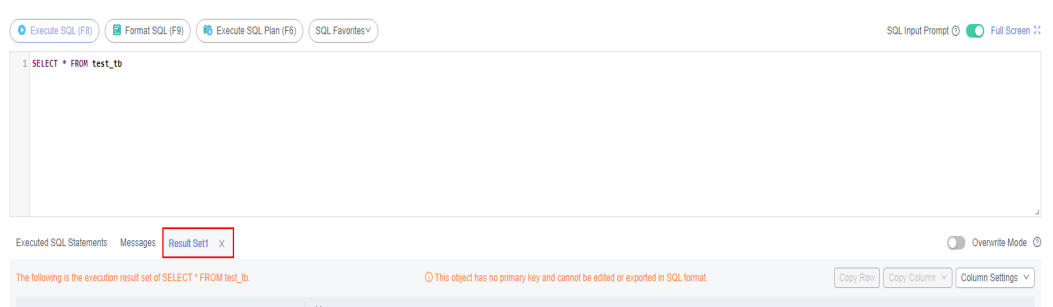 Execute SQL (F8) Format SQL (F9) Execute SQL Plan (F6) SQL Favorites SQL Input Prompt Full Screen
1 SELECT * FROM test_tb
Executed SQL Statements Messages Result Set1 X Overwrite Mode
The following is the execution result set of SELECT * FROM test_tb. This object has no primary key and cannot be edited or exported in SQL format. Copy Row Copy Column Column Settings